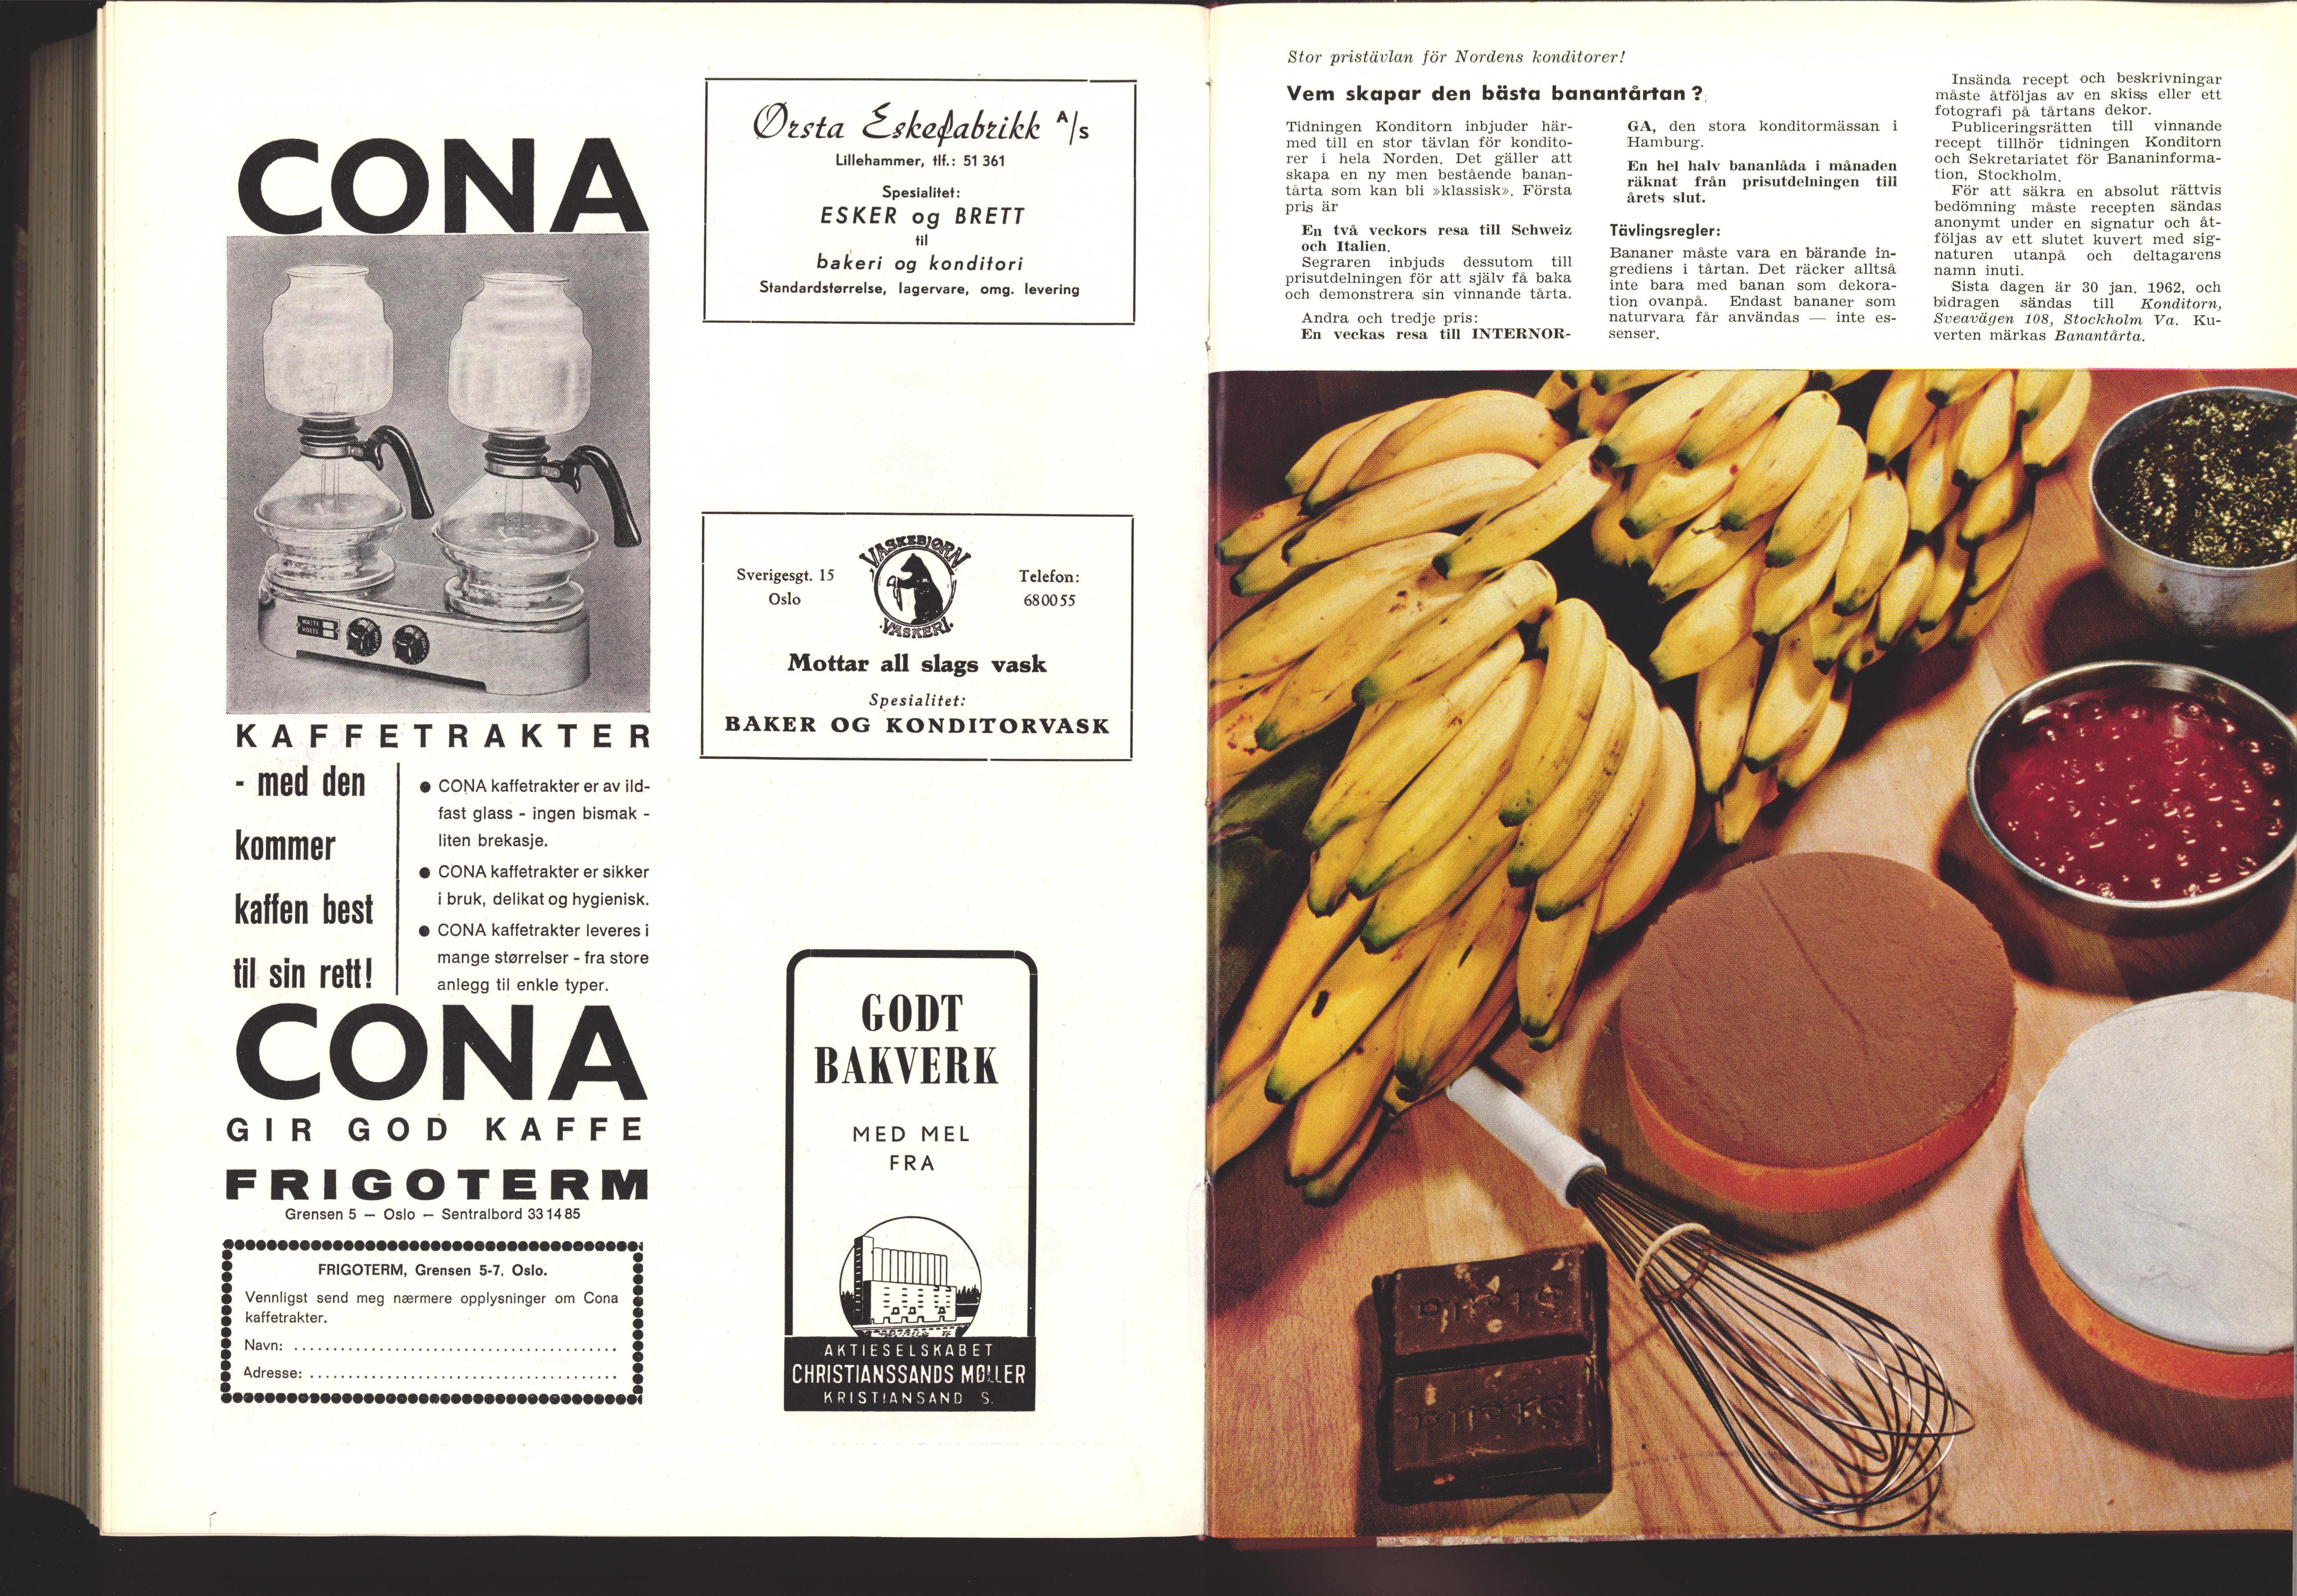 CONA
WATTS
VOLTS
KAFFETRAKTER
- med den
kommer
kaffen best
til sin rett!
● CONA kaffetrakter er av ild-
fast glass - ingen bismak -
liten brekasje.
● CONA kaffetrakter er sikker
i bruk, delikat og hygienisk.
● CONA kaffetrakter leveres i
mange størrelser - fra store
anlegg til enkle typer.
CONA
GIR GOD KAFFE
FRIGOTERM
Grensen 5 — Oslo — Sentralbord 33 14 85
FRIGOTERM, Grensen 5-7, Oslo.
Vennligst send meg nærmere opplysninger om Cona
kaffetrakter.
Navn: ..........................................
Adresse: ........................................
Ørsta Eskefabrikk A/s
Lillehammer, tlf.: 51 361
Spesialitet:
ESKER og BRETT
til
bakeri og konditori
Standardstørrelse, lagervare, omg. levering
Sverigesgt. 15
Oslo
VASKEBJØRN
VASKERI
Telefon:
680055
Mottar all slags vask
Spesialitet:
BAKER OG KONDITORVASK
GODT
BAKVERK
MED MEL
FRA
AKTIESELSKABET
CHRISTIANSSANDS MØLLER
KRISTIANSAND S.
Stor pristävlan för Nordens konditorer!
Vem skapar den bästa banantårtan?
Tidningen Konditorn inbjuder här-
med till en stor tävlan för kondito-
rer i hela Norden. Det gäller att
skapa en ny men bestående banan-
tårta som kan bli »klassisk». Första
pris är
En två veckors resa till Schweiz
och Italien.
Segraren inbjuds dessutom till
prisutdelningen för att själv få baka
och demonstrera sin vinnande tårta.
Andra och tredje pris:
En veckas resa till INTERNOR-
GA, den stora konditormässan i
Hamburg.
En hel halv bananlåda i månaden
räknat från prisutdelningen till
årets slut.
Tävlingsregler:
Bananer måste vara en bärande in-
grediens i tårtan. Det räcker alltså
inte bara med banan som dekora-
tion ovanpå. Endast bananer som
naturvara får användas — inte es-
senser.
Insända recept och beskrivningar
måste åtföljas av en skiss eller ett
fotografi på tårtans dekor.
Publiceringsrätten till vinnande
recept tillhör tidningen Konditorn
och Sekretariatet för Bananinforma-
tion, Stockholm.
För att säkra en absolut rättvis
bedömning måste recepten sändas
anonymt under en signatur och åt-
följas av ett slutet kuvert med sig-
naturen utanpå och deltagarens
namn inuti.
Sista dagen är 30 jan. 1962, och
bidragen sändas till Konditorn,
Sveavägen 108, Stockholm Va. Ku-
verten märkas Banantårta.
Stella
Stella